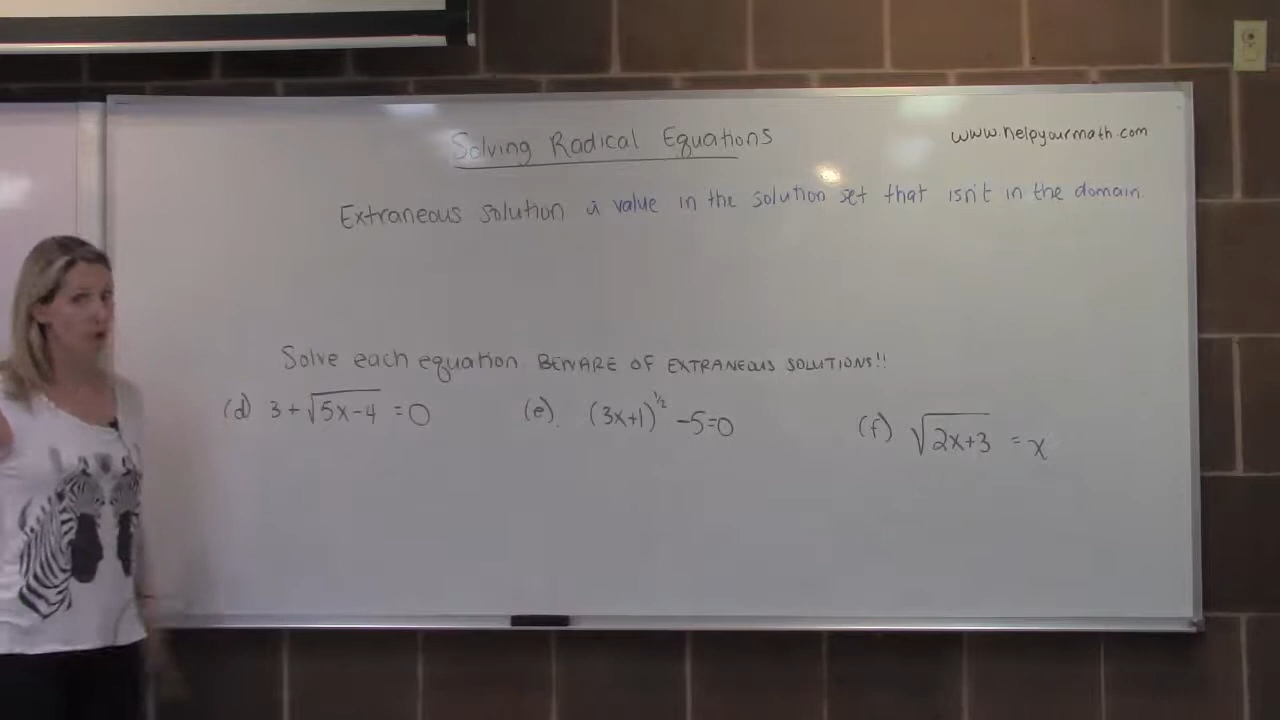 Solving Radical Equations
www.helpyourmath.com
Extraneous solution a value in the solution set that isn't in the domain.
Solve each equation. BEWARE OF EXTRANEOUS SOLUTIONS!!
(d) 3 + √5x-4 = 0
(e). (3x+1)^1/2 -5=0
(f) √2x+3 = x